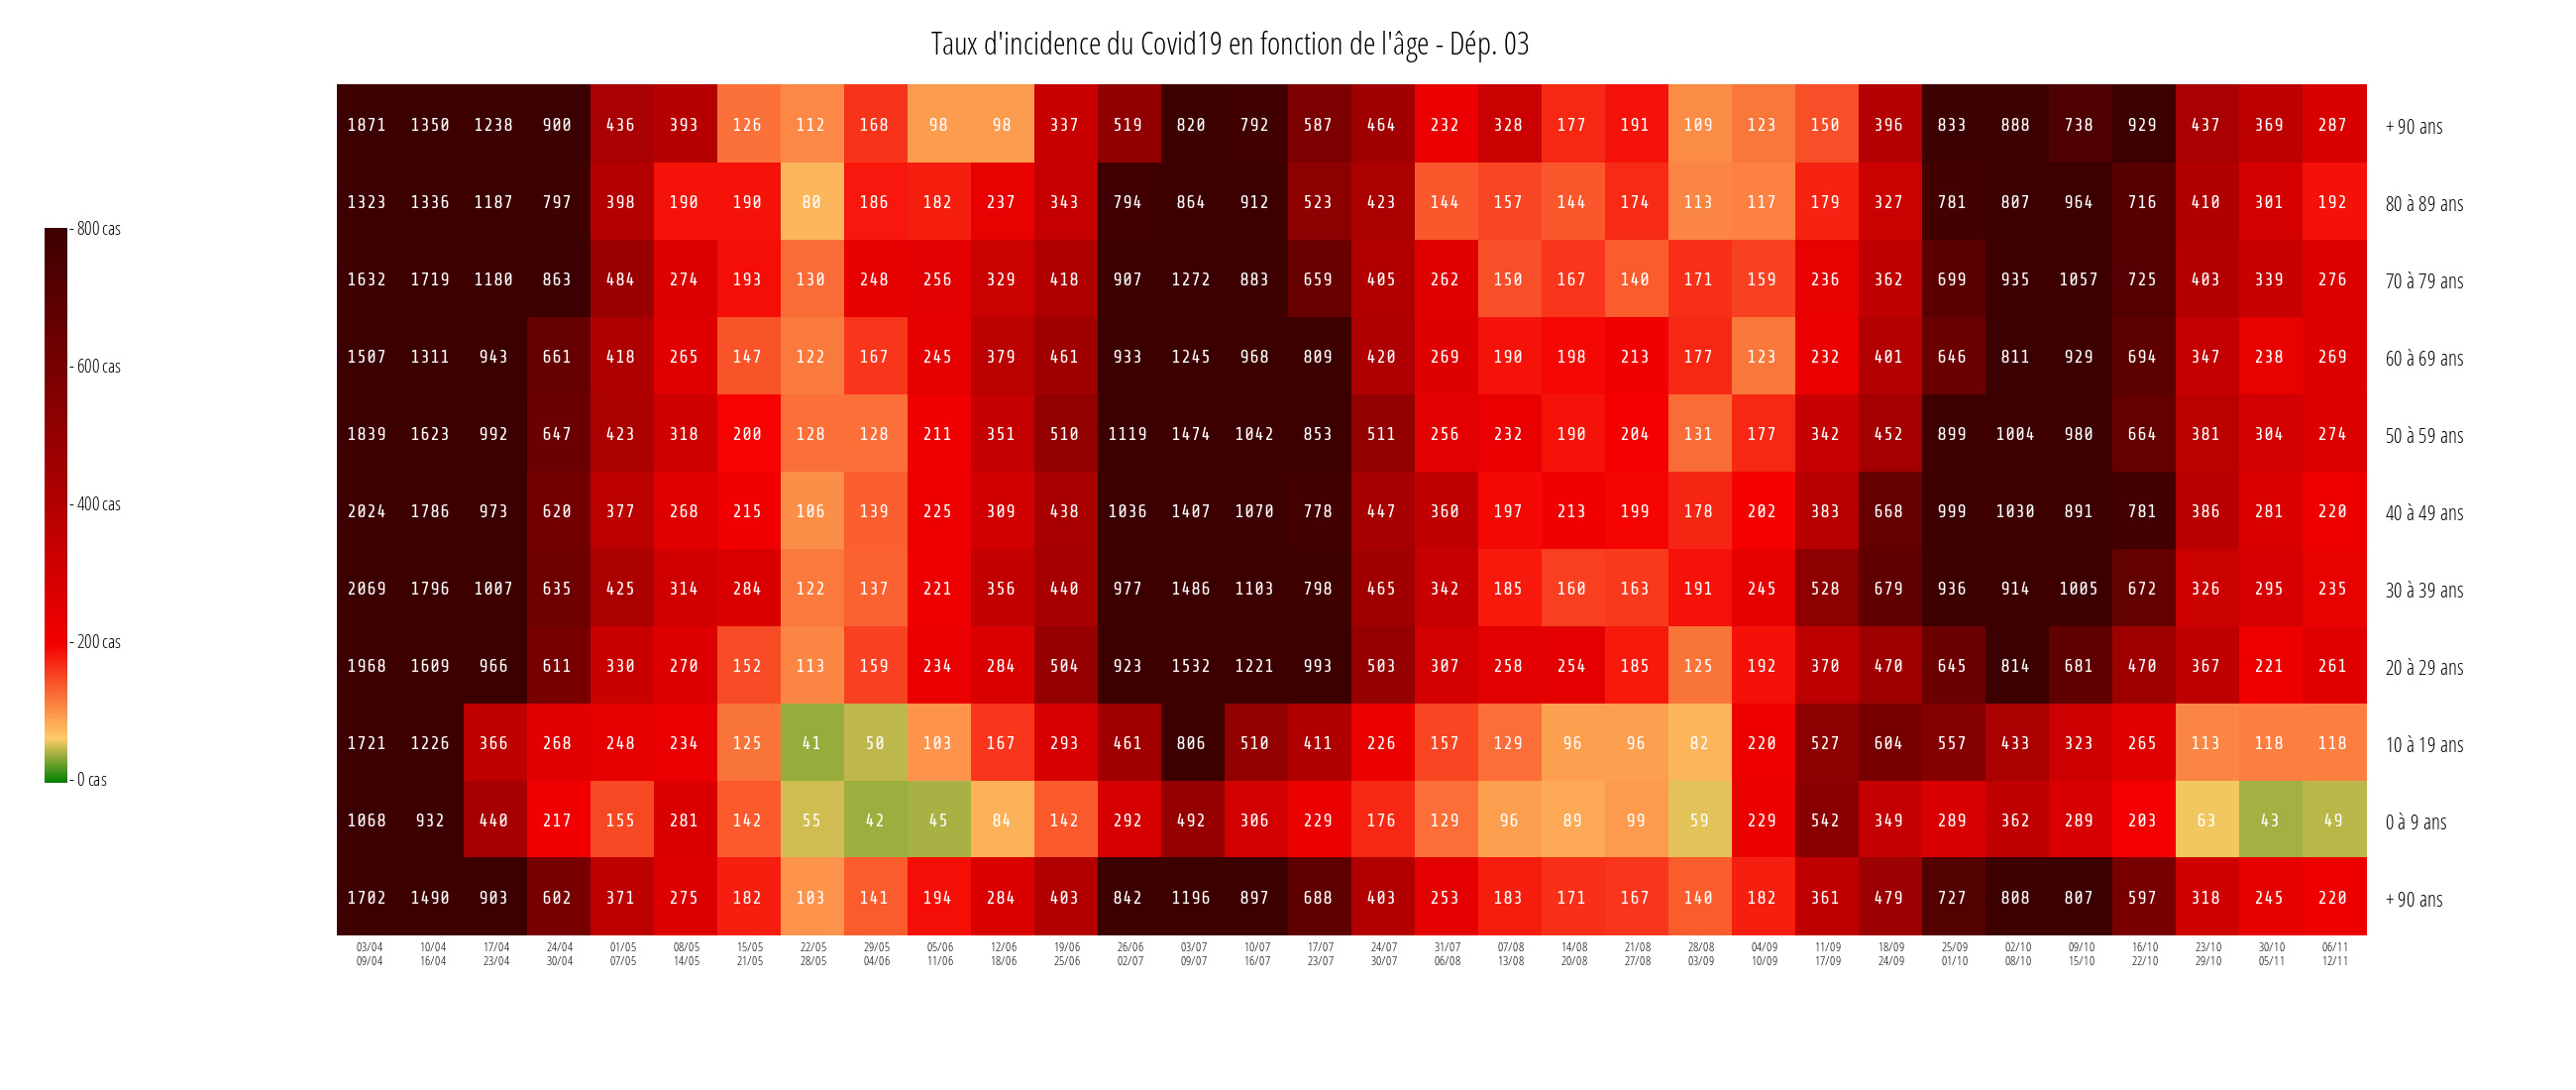 Taux d'incidence du Covid19 en fonction de l'âge - Dép. 03
- 800 cas
- 600 cas
- 400 cas
- 200 cas
- 0 cas
1871 1350 1238 900 436 393 126 112 168 98 98 337 519 820 792 587 464 232 328 177 191 109 123 150 396 833 888 738 929 437 369 287 + 90 ans
1323 1336 1187 797 398 190 190 80 186 182 237 343 794 864 912 523 423 144 157 144 174 113 117 179 327 781 807 964 716 410 301 192 80 à 89 ans
1632 1719 1180 863 484 274 193 130 248 256 329 418 907 1272 883 659 405 262 150 167 140 171 159 236 362 699 935 1057 725 403 339 276 70 à 79 ans
1507 1311 943 661 418 265 147 122 167 245 379 461 933 1245 968 809 420 269 190 198 213 177 123 232 401 646 811 929 694 347 238 269 60 à 69 ans
1839 1623 992 647 423 318 200 128 128 211 351 510 1119 1474 1042 853 511 256 232 190 204 131 177 342 452 899 1004 980 664 381 304 274 50 à 59 ans
2024 1786 973 620 377 268 215 106 139 225 309 438 1036 1407 1070 778 447 360 197 213 199 178 202 383 668 999 1030 891 781 386 281 220 40 à 49 ans
2069 1796 1007 635 425 314 284 122 137 221 356 440 977 1486 1103 798 465 342 185 160 163 191 245 528 679 936 914 1005 672 326 295 235 30 à 39 ans
1968 1609 966 611 330 270 152 113 159 234 284 504 923 1532 1221 993 503 307 258 254 185 125 192 370 470 645 814 681 470 367 221 261 20 à 29 ans
1721 1226 366 268 248 234 125 41 50 103 167 293 461 806 510 411 226 157 129 96 96 82 220 527 604 557 433 323 265 113 118 118 10 à 19 ans
1068 932 440 217 155 281 142 55 42 45 84 142 292 492 306 229 176 129 96 89 99 59 229 542 349 289 362 289 203 63 43 49 0 à 9 ans
1702 1490 903 602 371 275 182 103 141 194 284 403 842 1196 897 688 403 253 183 171 167 140 182 361 479 727 808 807 597 318 245 220 + 90 ans
03/04 10/04 17/04 24/04 01/05 08/05 15/05 22/05 29/05 05/06 12/06 19/06 26/06 03/07 10/07 17/07 24/07 31/07 07/08 14/08 21/08 28/08 04/09 11/09 18/09 25/09 02/10 09/10 16/10 23/10 30/10 06/11
09/04 16/04 23/04 30/04 07/05 14/05 21/05 28/05 04/06 11/06 18/06 25/06 02/07 09/07 16/07 23/07 30/07 06/08 13/08 20/08 27/08 03/09 10/09 17/09 24/09 01/10 08/10 15/10 22/10 29/10 05/11 12/11